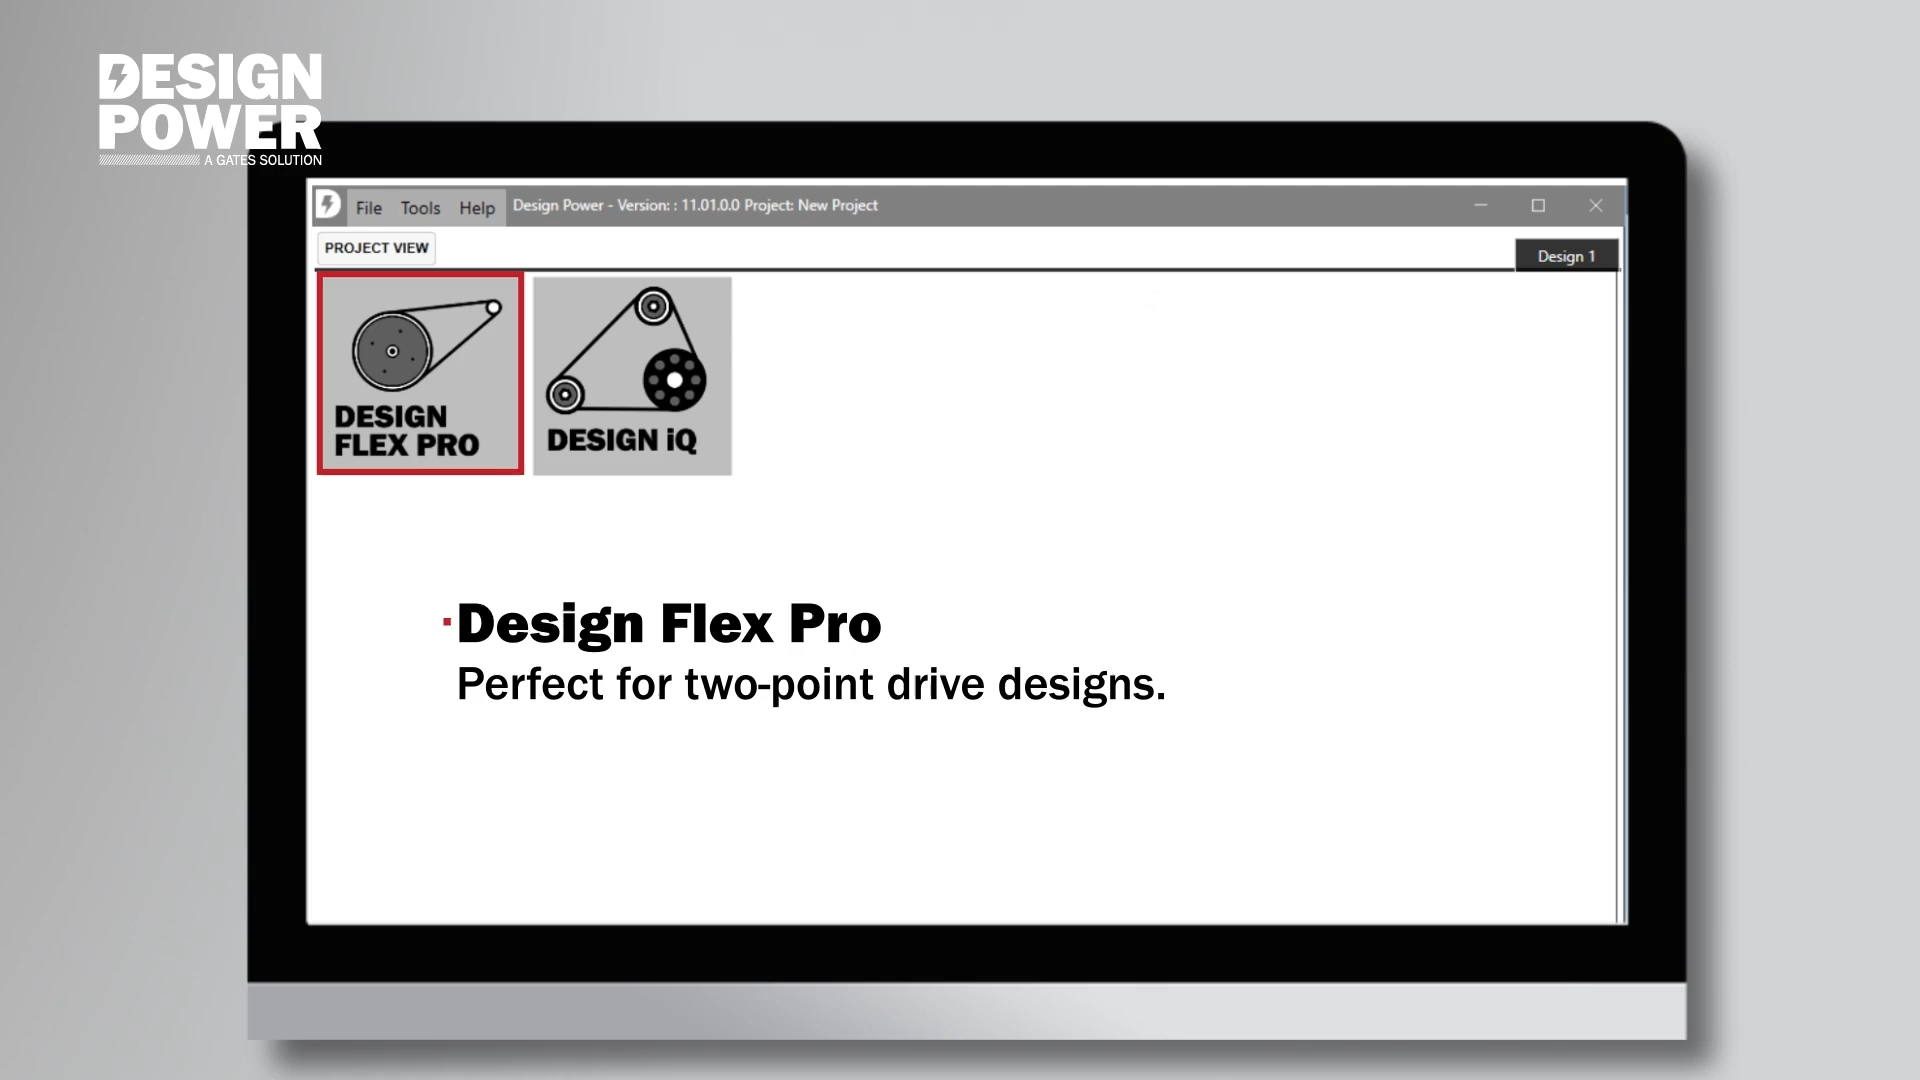 DESIGN
POWER
A GATES SOLUTION
File Tools Help Design Power - Version: : 11.01.0.0 Project: New Project
PROJECT VIEW
Design 1
DESIGN
FLEX PRO
DESIGN iQ
Design Flex Pro
Perfect for two-point drive designs.